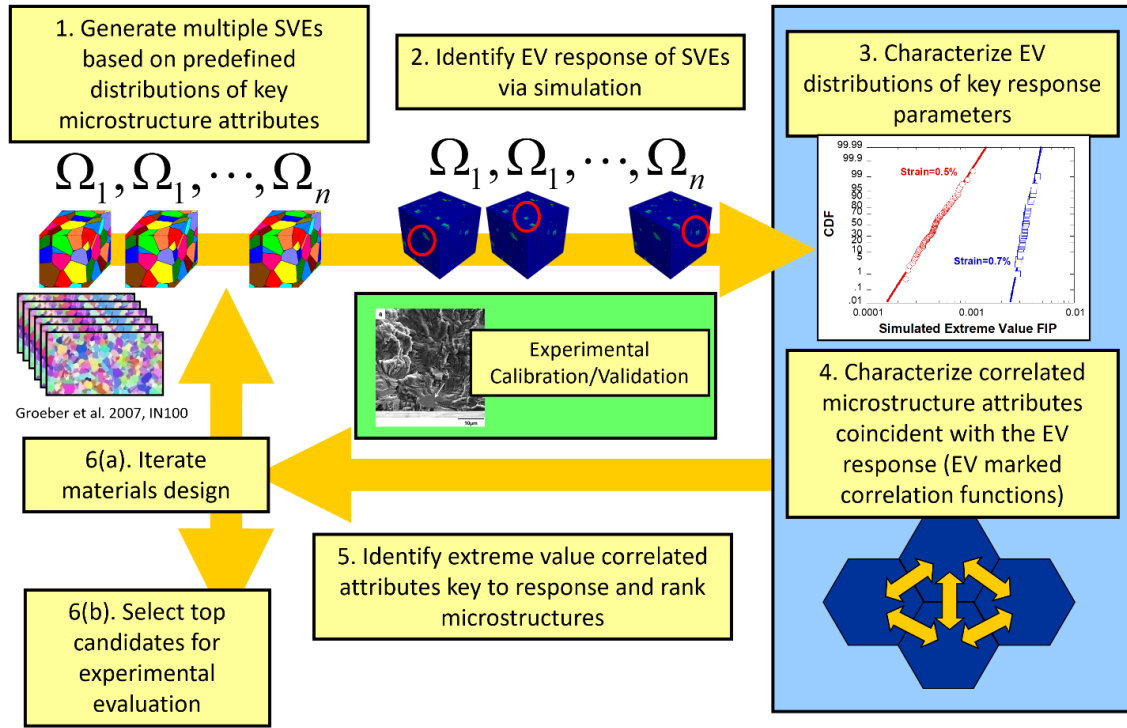 1. Generate multiple SVEs
based on predefined
distributions of key
microstructure attributes
2. Identify EV response of SVEs
via simulation
3. Characterize EV
distributions of key response
parameters
Ω1,Ω1,⋯,Ωn
Ω1,Ω1,⋯,Ωn
99.99
99.9
99
95
90
80
70
50
30
20
10
5
1
.1
.01
CDF
Strain=0.5%
Strain=0.7%
0.0001
0.001
0.01
Simulated Extreme Value FIP
Groeber et al. 2007, IN100
a
10μm
Experimental
Calibration/Validation
4. Characterize correlated
microstructure attributes
coincident with the EV
response (EV marked
correlation functions)
6(a). Iterate
materials design
5. Identify extreme value correlated
attributes key to response and rank
microstructures
6(b). Select top
candidates for
experimental
evaluation